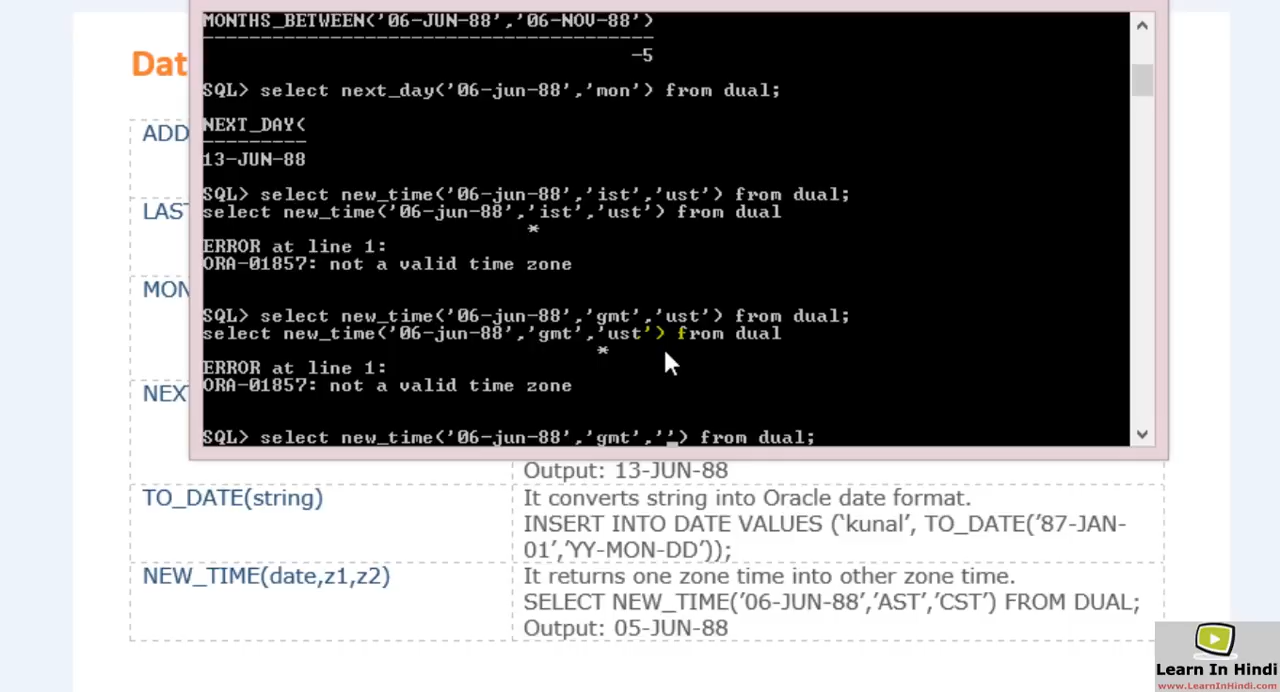 MONTHS_BETWEEN('06-JUN-88','06-NOV-88')
---------------------------------------
-5
SQL> select next_day('06-jun-88','mon') from dual;
NEXT_DAY(
---------
13-JUN-88
SQL> select new_time('06-jun-88','ist','ust') from dual;
select new_time('06-jun-88','ist','ust') from dual
*
ERROR at line 1:
ORA-01857: not a valid time zone
SQL> select new_time('06-jun-88','gmt','ust') from dual;
select new_time('06-jun-88','gmt','ust') from dual
*
ERROR at line 1:
ORA-01857: not a valid time zone
SQL> select new_time('06-jun-88','gmt','') from dual;
Dat
ADD
LAST
MON
NEX
Output: 13-JUN-88
TO_DATE(string)
It converts string into Oracle date format.
INSERT INTO DATE VALUES (‘kunal’, TO_DATE(’87-JAN-
01’,’YY-MON-DD’));
NEW_TIME(date,z1,z2)
It returns one zone time into other zone time.
SELECT NEW_TIME(’06-JUN-88’,’AST’,’CST’) FROM DUAL;
Output: 05-JUN-88
Learn In Hindi
www.LearnInHindi.com